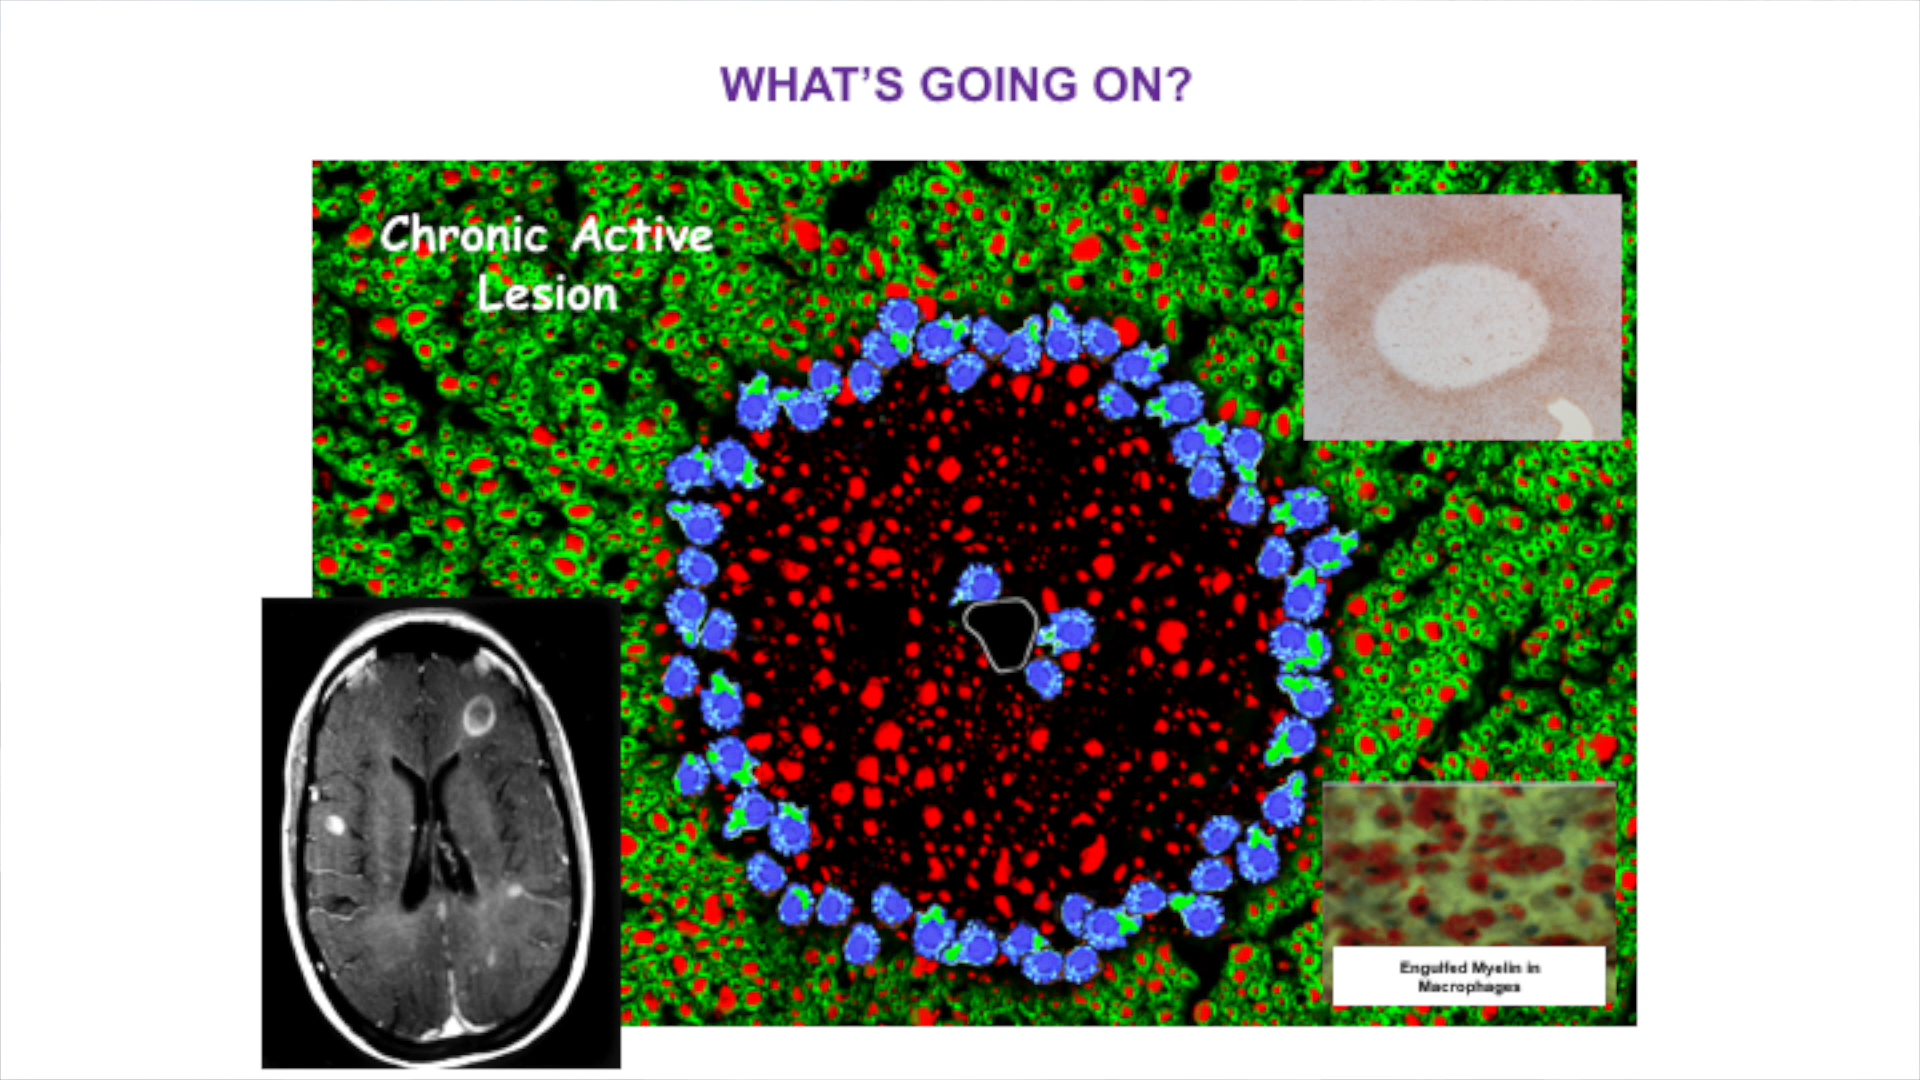 WHAT’S GOING ON?
Chronic Active
Lesion
Engulfed Myelin in
Macrophages